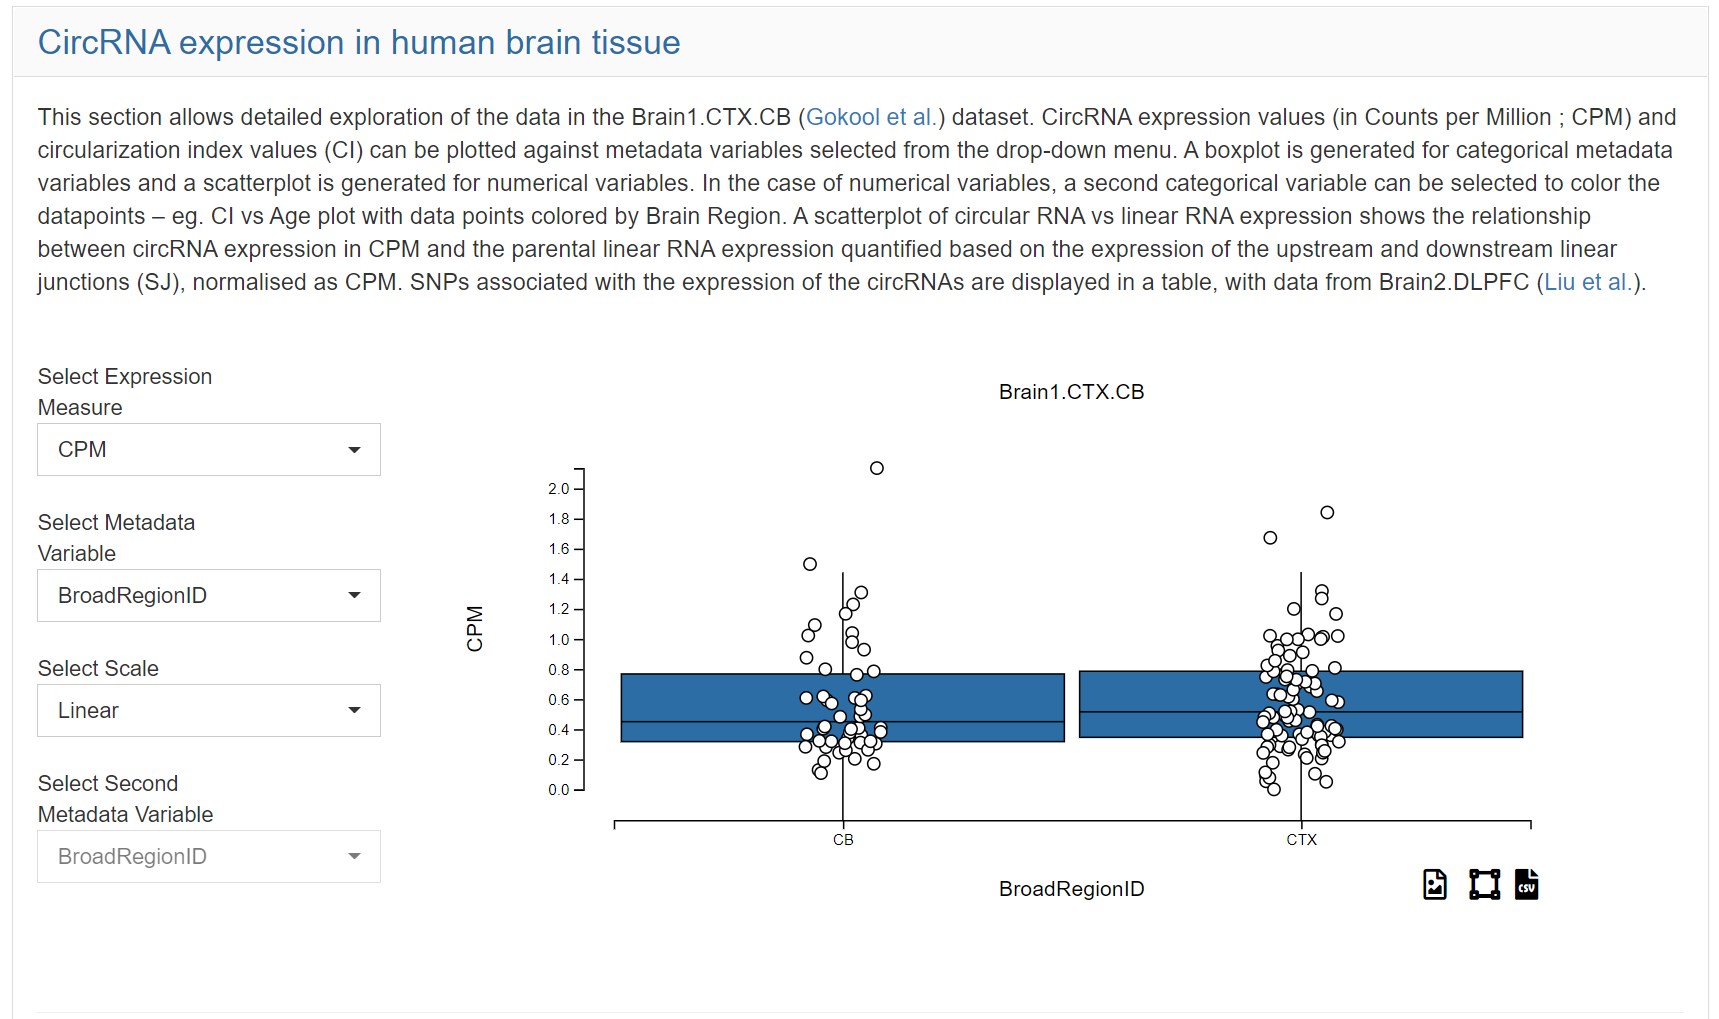 CircRNA expression in human brain tissue
This section allows detailed exploration of the data in the Brain1.CTX.CB (Gokool et al.) dataset. CircRNA expression values (in Counts per Million ; CPM) and
circularization index values (CI) can be plotted against metadata variables selected from the drop-down menu. A boxplot is generated for categorical metadata
variables and a scatterplot is generated for numerical variables. In the case of numerical variables, a second categorical variable can be selected to color the
datapoints – eg. CI vs Age plot with data points colored by Brain Region. A scatterplot of circular RNA vs linear RNA expression shows the relationship
between circRNA expression in CPM and the parental linear RNA expression quantified based on the expression of the upstream and downstream linear
junctions (SJ), normalised as CPM. SNPs associated with the expression of the circRNAs are displayed in a table, with data from Brain2.DLPFC (Liu et al.).
Select Expression
Measure
CPM
Select Metadata
Variable
BroadRegionID
Select Scale
Linear
Select Second
Metadata Variable
BroadRegionID
Brain1.CTX.CB
CPM
2.0
1.8
1.6
1.4
1.2
1.0
0.8
0.6
0.4
0.2
0.0
CB
CTX
BroadRegionID
CSV